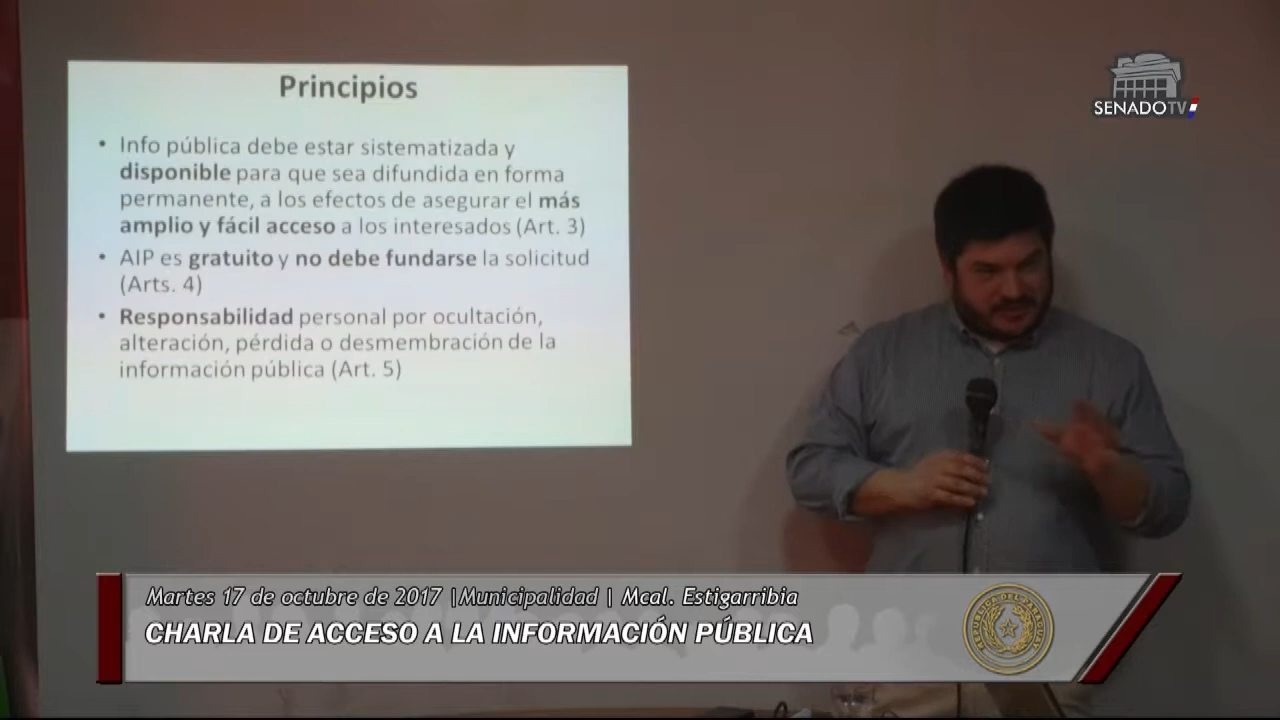 Principios
• Info pública debe estar sistematizada y
disponible para que sea difundida en forma
permanente, a los efectos de asegurar el más
amplio y fácil acceso a los interesados (Art. 3)
• AIP es gratuito y no debe fundarse la solicitud
(Arts. 4)
• Responsabilidad personal por ocultación,
alteración, pérdida o desmembración de la
información pública (Art. 5)
SENADOTV
Martes 17 de octubre de 2017 |Municipalidad | Mcal. Estigarribia
CHARLA DE ACCESO A LA INFORMACIÓN PÚBLICA
REPUBLICA DEL PARAGUAY